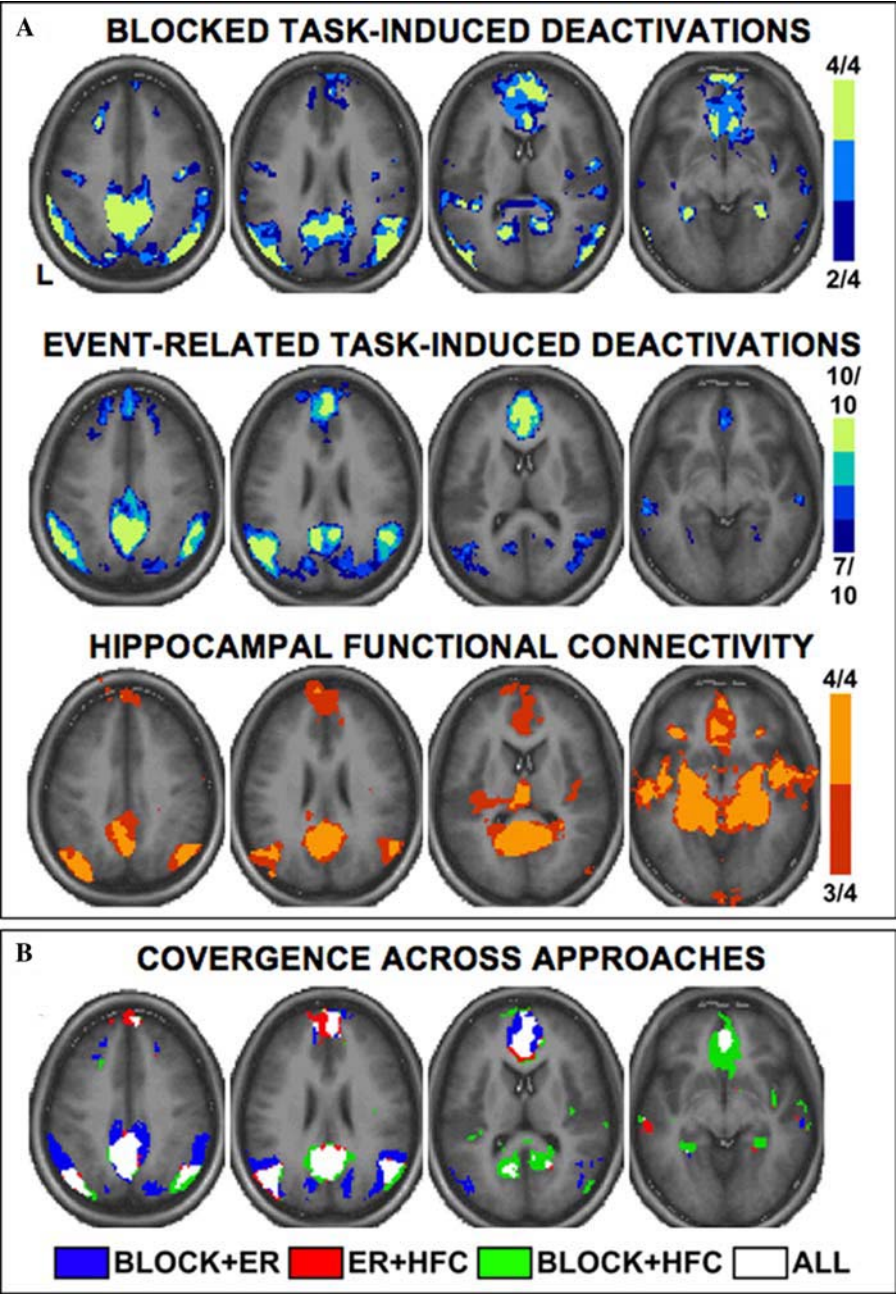 A
BLOCKED TASK-INDUCED DEACTIVATIONS
4/4
2/4
L
EVENT-RELATED TASK-INDUCED DEACTIVATIONS
10/
10
7/
10
HIPPOCAMPAL FUNCTIONAL CONNECTIVITY
4/4
3/4
B
COVERGENCE ACROSS APPROACHES
BLOCK+ER ER+HFC BLOCK+HFC ALL